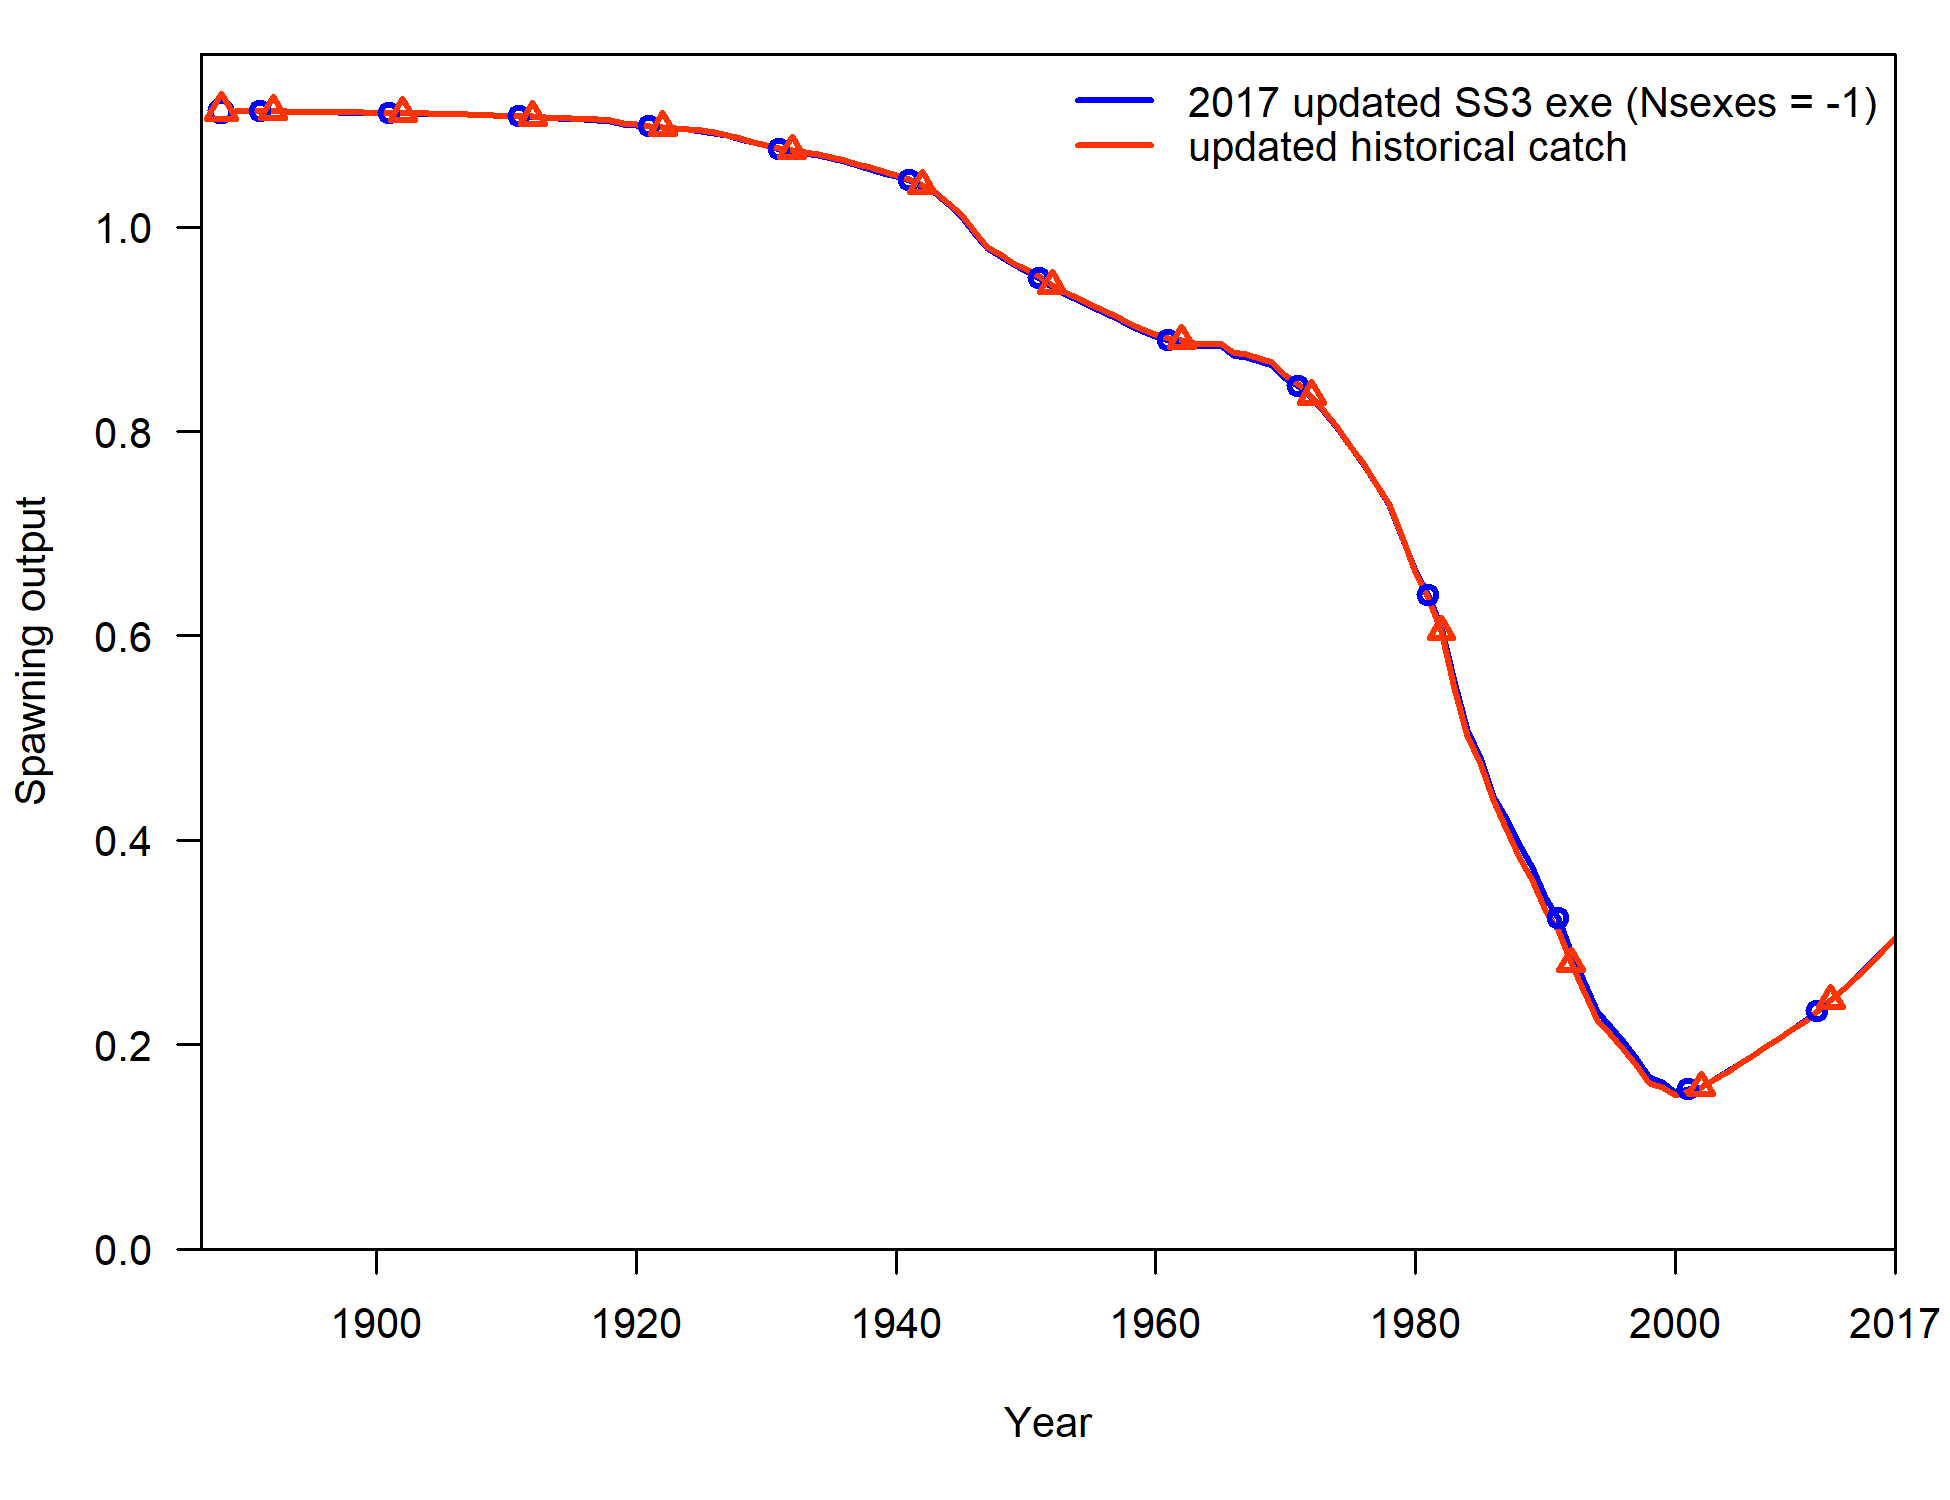 2017 updated SS3 exe (Nsexes = -1)
updated historical catch
Spawning output
1.0
0.8
0.6
0.4
0.2
0.0
1900 1920 1940 1960 1980 2000 2017
Year